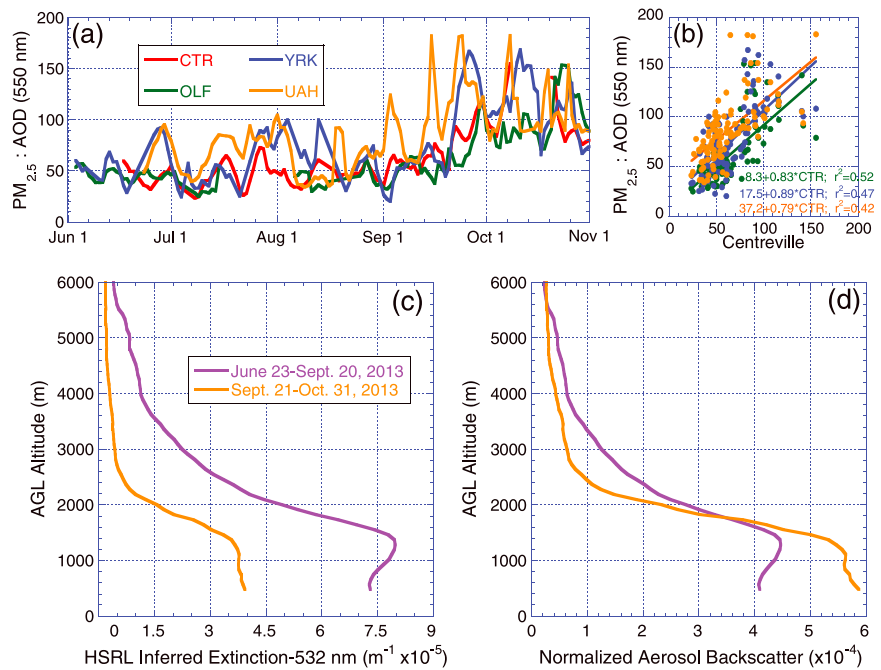 (a)
PM2.5 : AOD (550 nm)
200
150
100
50
0
CTR
YRK
OLF
UAH
Jun 1
Jul 1
Aug 1
Sep 1
Oct 1
Nov 1
(b)
PM2.5 : AOD (550 nm)
200
150
100
50
0
8.3+0.83*CTR; r²=0.52
17.5+0.89*CTR; r²=0.47
37.2+0.79*CTR; r²=0.42
0
50
100
150
200
Centreville
(c)
AGL Altitude (m)
6000
5000
4000
3000
2000
1000
0
June 23-Sept. 20, 2013
Sept. 21-Oct. 31, 2013
0
1.5
3
4.5
6
7.5
9
HSRL Inferred Extinction-532 nm (m⁻¹ x10⁻⁵)
(d)
AGL Altitude (m)
6000
5000
4000
3000
2000
1000
0
0
1
2
3
4
5
6
Normalized Aerosol Backscatter (x10⁻⁴)